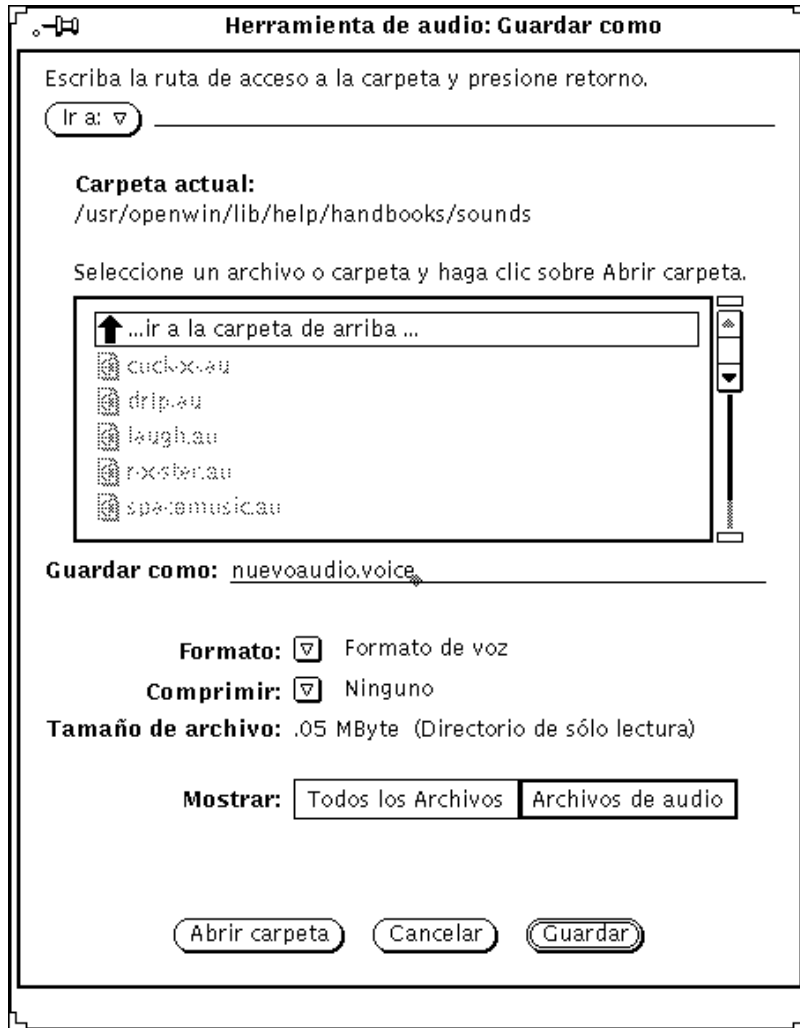 Herramienta de audio: Guardar como
Escriba la ruta de acceso a la carpeta y presione retorno.
Ir a:
Carpeta actual:
/usr/openwin/lib/help/handbooks/sounds
Seleccione un archivo o carpeta y haga clic sobre Abrir carpeta.
...ir a la carpeta de arriba ...
drip.au
laugh.au
spacemusic.au
Guardar como: nuevoaudio.voice
Formato: Formato de voz
Comprimir: Ninguno
Tamaño de archivo: .05 MByte (Directorio de sólo lectura)
Mostrar: Todos los Archivos Archivos de audio
Abrir carpeta Cancelar Guardar